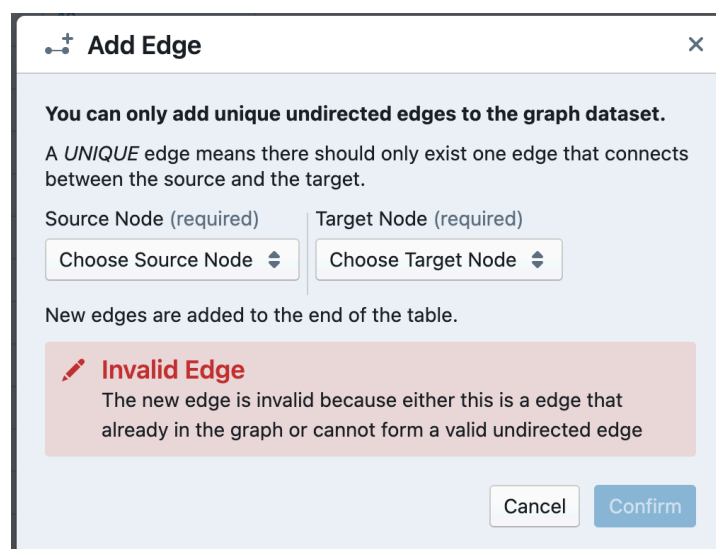 Add Edge
You can only add unique undirected edges to the graph dataset.
A UNIQUE edge means there should only exist one edge that connects
between the source and the target.
Source Node (required) Target Node (required)
Choose Source Node Choose Target Node
New edges are added to the end of the table.
Invalid Edge
The new edge is invalid because either this is a edge that
already in the graph or cannot form a valid undirected edge
Cancel Confirm